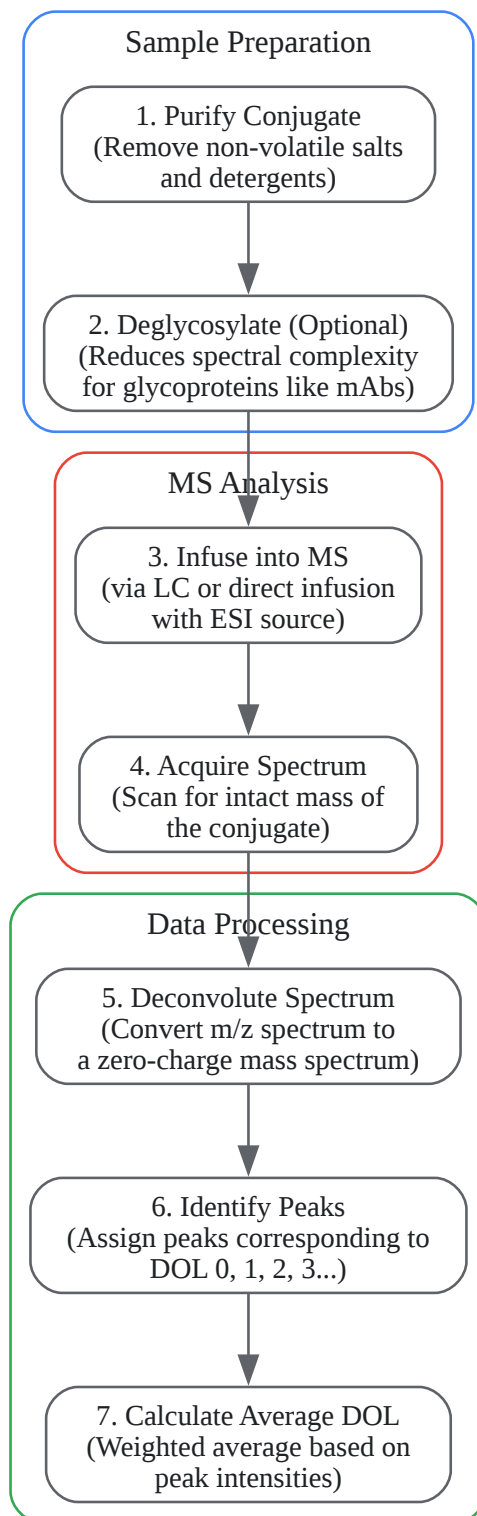 Sample Preparation
1. Purify Conjugate
(Remove non-volatile salts
and detergents)
2. Deglycosylate (Optional)
(Reduces spectral complexity
for glycoproteins like mAbs)
MS Analysis
3. Infuse into MS
(via LC or direct infusion
with ESI source)
4. Acquire Spectrum
(Scan for intact mass of
the conjugate)
Data Processing
5. Deconvolute Spectrum
(Convert m/z spectrum to
a zero-charge mass spectrum)
6. Identify Peaks
(Assign peaks corresponding to
DOL 0, 1, 2, 3...)
7. Calculate Average DOL
(Weighted average based on
peak intensities)